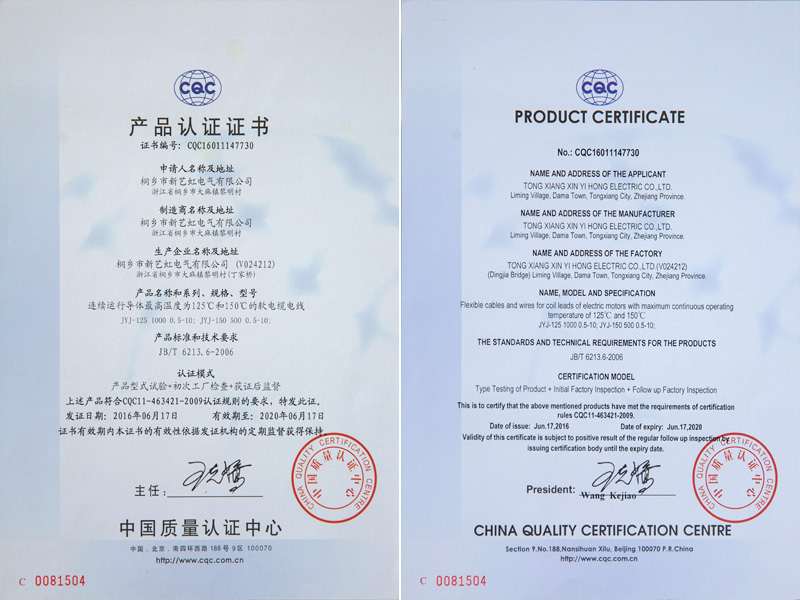 CQC
产品认证证书
证书编号: CQC16011147730
申请人名称及地址
桐乡市新艺虹电气有限公司
浙江省桐乡市大麻镇黎明村
制造商名称及地址
桐乡市新艺虹电气有限公司
浙江省桐乡市大麻镇黎明村
生产企业名称及地址
桐乡市新艺虹电气有限公司 (V024212)
浙江省桐乡市大麻镇黎明村(丁家桥)
产品名称和系列、规格、型号
连续运行导体最高温度为125℃和150℃的软电缆电线
JYJ-125 1000 0.5-10; JYJ-150 500 0.5-10;
产品标准和技术要求
JB/T 6213.6-2006
认证模式
产品型式试验+初次工厂检查+获证后监督
上述产品符合CQC11-463421-2009认证规则的要求，特发此证。
发证日期: 2016年06月17日 有效期至: 2020年06月17日
证书有效期内本证书的有效性依据发证机构的定期监督获得保持
主任:
CHINA QUALITY CERTIFICATION CENTRE
中国质量认证中心
中国质量认证中心
中国．北京．南四环西路188号9区 100070
http://www.cqc.com.cn
C 0081504
CQC
PRODUCT CERTIFICATE
No.: CQC16011147730
NAME AND ADDRESS OF THE APPLICANT
TONG XIANG XIN YI HONG ELECTRIC CO.,LTD.
Liming Village, Dama Town, Tongxiang City, Zhejiang Province.
NAME AND ADDRESS OF THE MANUFACTURER
TONG XIANG XIN YI HONG ELECTRIC CO.,LTD.
Liming Village, Dama Town, Tongxiang City, Zhejiang Province.
NAME AND ADDRESS OF THE FACTORY
TONG XIANG XIN YI HONG ELECTRIC CO.,LTD.(V024212)
(Dingjia Bridge) Liming Village, Dama Town, Tongxiang City, Zhejiang Province.
NAME, MODEL AND SPECIFICATION
Flexible cables and wires for coil leads of electric motors with maximum continuous operating
temperature of 125℃ and 150℃
JYJ-125 1000 0.5-10; JYJ-150 500 0.5-10;
THE STANDARDS AND TECHNICAL REQUIREMENTS FOR THE PRODUCTS
JB/T 6213.6-2006
CERTIFICATION MODEL
Type Testing of Product + Initial Factory Inspection + Follow up Factory Inspection
This is to certify that the above mentioned products have met the requirements of certification
rules CQC11-463421-2009.
Date of issue: Jun.17,2016 Date of expiry: Jun.17,2020
Validity of this certificate is subject to positive result of the regular follow up inspection by
issuing certification body until the expiry date.
President:
Wang Kejiao
CHINA QUALITY CERTIFICATION CENTRE
中国质量认证中心
CHINA QUALITY CERTIFICATION CENTRE
Section 9,No.188,Nansihuan Xilu, Beijing 100070 P.R.China
http://www.cqc.com.cn
C 0081504